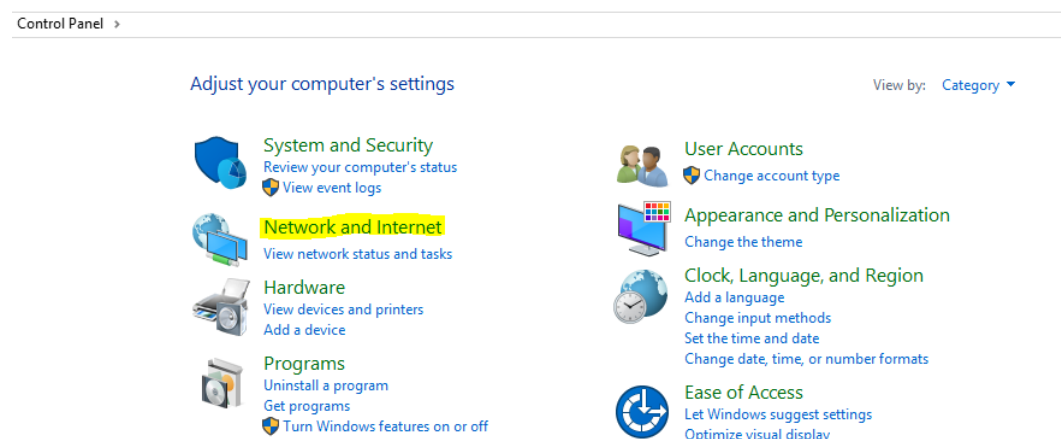 Control Panel >
Adjust your computer's settings
View by: Category
System and Security
Review your computer's status
View event logs
Network and Internet
View network status and tasks
Hardware
View devices and printers
Add a device
Programs
Uninstall a program
Get programs
Turn Windows features on or off
User Accounts
Change account type
Appearance and Personalization
Change the theme
Clock, Language, and Region
Add a language
Change input methods
Set the time and date
Change date, time, or number formats
Ease of Access
Let Windows suggest settings
Optimize visual display